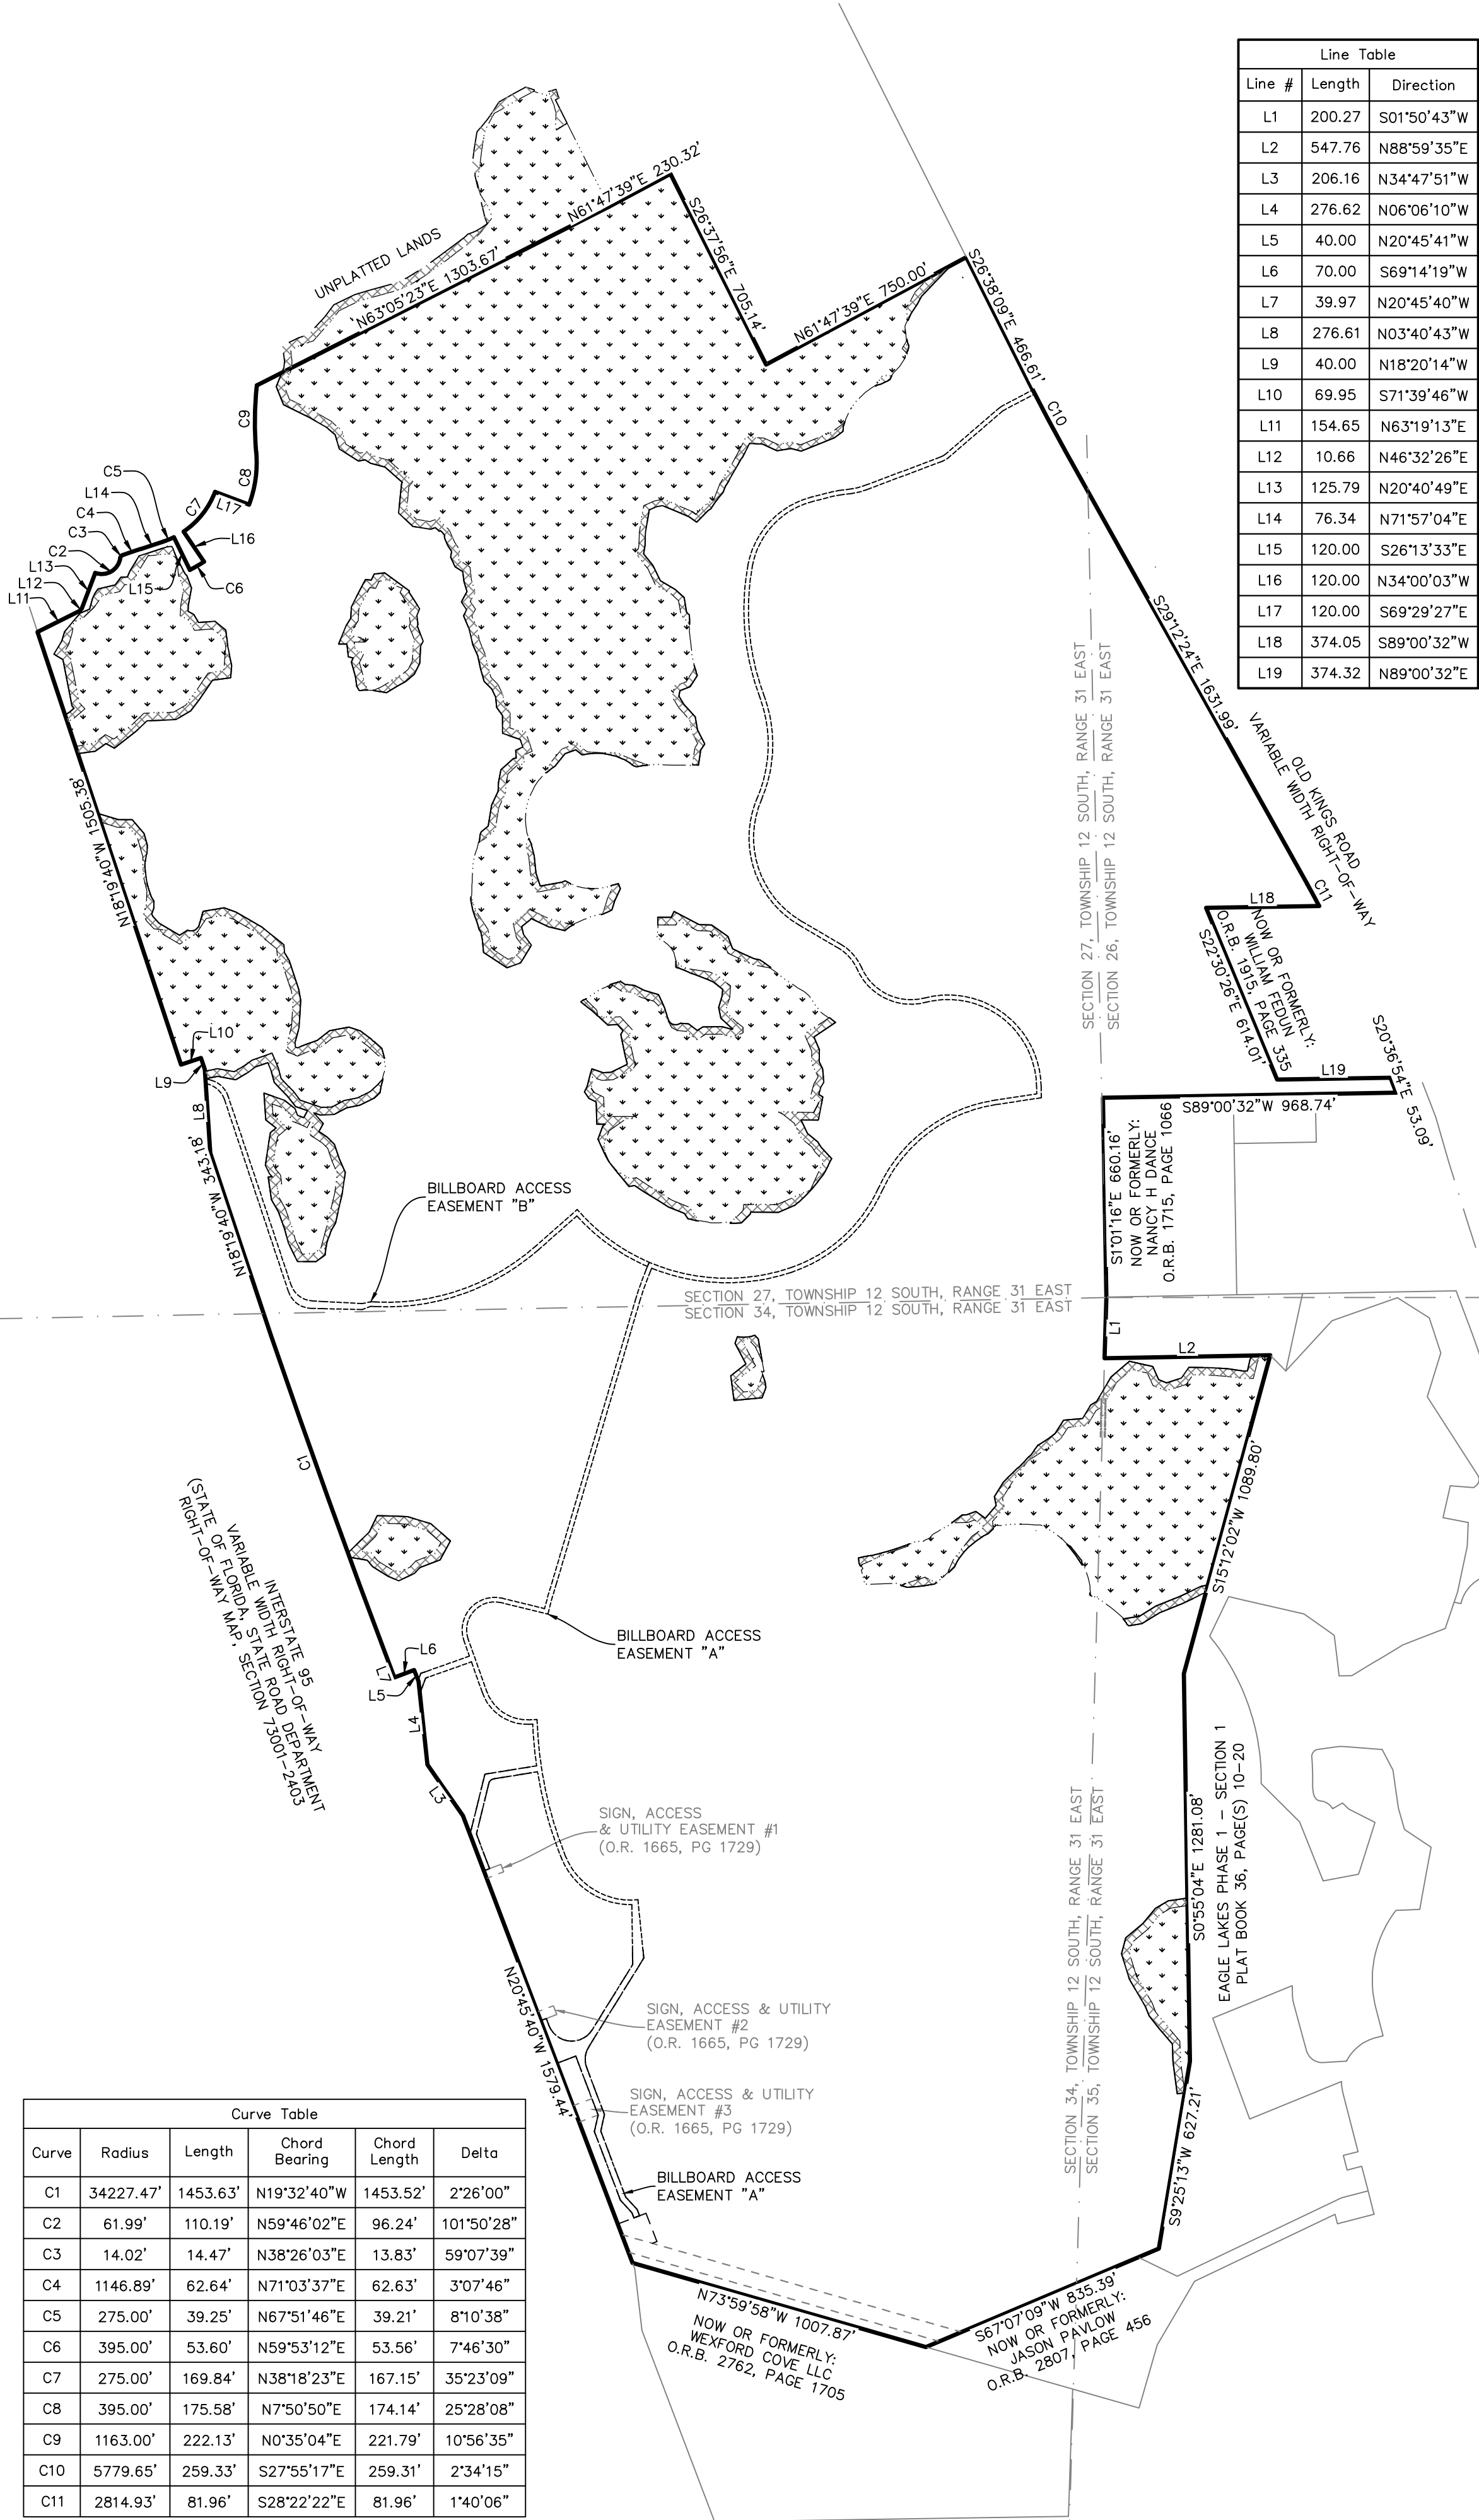 Line Table
Line # Length Direction
L1 200.27 S01°50'43"W
L2 547.76 N88°59'35"E
L3 206.16 N34°47'51"W
L4 276.62 N06°06'10"W
L5 40.00 N20°45'41"W
L6 70.00 S69°14'19"W
L7 39.97 N20°45'40"W
L8 276.61 N03°40'43"W
L9 40.00 N18°20'14"W
L10 69.95 S71°39'46"W
L11 154.65 N63°19'13"E
L12 10.66 N46°32'26"E
L13 125.79 N20°40'49"E
L14 76.34 N71°57'04"E
L15 120.00 S26°13'33"E
L16 120.00 N34°00'03"W
L17 120.00 S69°29'27"E
L18 374.05 S89°00'32"W
L19 374.32 N89°00'32"E
N61°47'39"E 230.32'
UNPLATTED LANDS
N63°05'23"E 1303.67'
S26°37'56"E 705.14'
N61°47'39"E 750.00'
S26°38'09"E 466.61'
C10
C9
C8
C7
L17
C5
L14
C4
C3
C2
L13
L12
L11
L15
L16
C6
S29°12'24"E 1631.99'
OLD KINGS ROAD
VARIABLE WIDTH RIGHT-OF-WAY
SECTION 27, TOWNSHIP 12 SOUTH, RANGE 31 EAST
SECTION 26, TOWNSHIP 12 SOUTH, RANGE 31 EAST
N18°19'40"W 1505.38'
C11
L18
NOW OR FORMERLY:
WILLIAM FEDUN
O.R.B. 1915, PAGE 335
S22°30'26"E 614.01'
L19
S20°36'54"E 53.09'
S89°00'32"W 968.74'
L10
L9
L8
N18°19'40"W 343.18'
S1°01'16"E 660.16'
NOW OR FORMERLY:
NANCY H DANCE
O.R.B. 1715, PAGE 1066
BILLBOARD ACCESS
EASEMENT "B"
SECTION 27, TOWNSHIP 12 SOUTH, RANGE 31 EAST
SECTION 34, TOWNSHIP 12 SOUTH, RANGE 31 EAST
L1
L2
C1
S15°12'02"W 1089.80'
INTERSTATE 95
VARIABLE WIDTH RIGHT-OF-WAY
(STATE OF FLORIDA, STATE ROAD DEPARTMENT
RIGHT-OF-WAY MAP, SECTION 73001-2403
BILLBOARD ACCESS
EASEMENT "A"
L7
L6
L5
L4
L3
SIGN, ACCESS
& UTILITY EASEMENT #1
(O.R. 1665, PG 1729)
S0°55'04"E 1281.08'
EAGLE LAKES PHASE 1 - SECTION 1
PLAT BOOK 36, PAGE(S) 10-20
SECTION 34, TOWNSHIP 12 SOUTH, RANGE 31 EAST
SECTION 35, TOWNSHIP 12 SOUTH, RANGE 31 EAST
N20°45'40"W 1579.44'
SIGN, ACCESS & UTILITY
EASEMENT #2
(O.R. 1665, PG 1729)
SIGN, ACCESS & UTILITY
EASEMENT #3
(O.R. 1665, PG 1729)
BILLBOARD ACCESS
EASEMENT "A"
S9°25'13"W 627.21'
S67°07'09"W 835.39'
NOW OR FORMERLY:
JASON PAVLOW
O.R.B. 2807, PAGE 456
N73°59'58"W 1007.87'
NOW OR FORMERLY:
WEXFORD COVE LLC
O.R.B. 2762, PAGE 1705
Curve Table
Curve Radius Length Chord Bearing Chord Length Delta
C1 34227.47' 1453.63' N19°32'40"W 1453.52' 2°26'00"
C2 61.99' 110.19' N59°46'02"E 96.24' 101°50'28"
C3 14.02' 14.47' N38°26'03"E 13.83' 59°07'39"
C4 1146.89' 62.64' N71°03'37"E 62.63' 3°07'46"
C5 275.00' 39.25' N67°51'46"E 39.21' 8°10'38"
C6 395.00' 53.60' N59°53'12"E 53.56' 7°46'30"
C7 275.00' 169.84' N38°18'23"E 167.15' 35°23'09"
C8 395.00' 175.58' N7°50'50"E 174.14' 25°28'08"
C9 1163.00' 222.13' N0°35'04"E 221.79' 10°56'35"
C10 5779.65' 259.33' S27°55'17"E 259.31' 2°34'15"
C11 2814.93' 81.96' S28°22'22"E 81.96' 1°40'06"